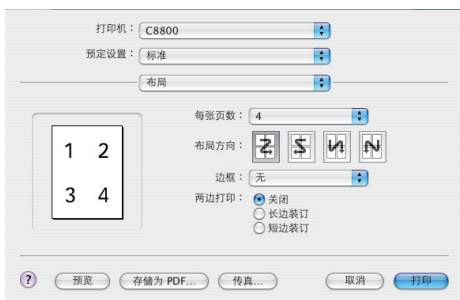 打印机： C8800
预定设置： 标准
布局
每张页数： 4
布局方向：
边框： 无
两边打印： 关闭
长边装订
短边装订
1 2
3 4
? 预览 存储为 PDF... 传真... 取消 打印